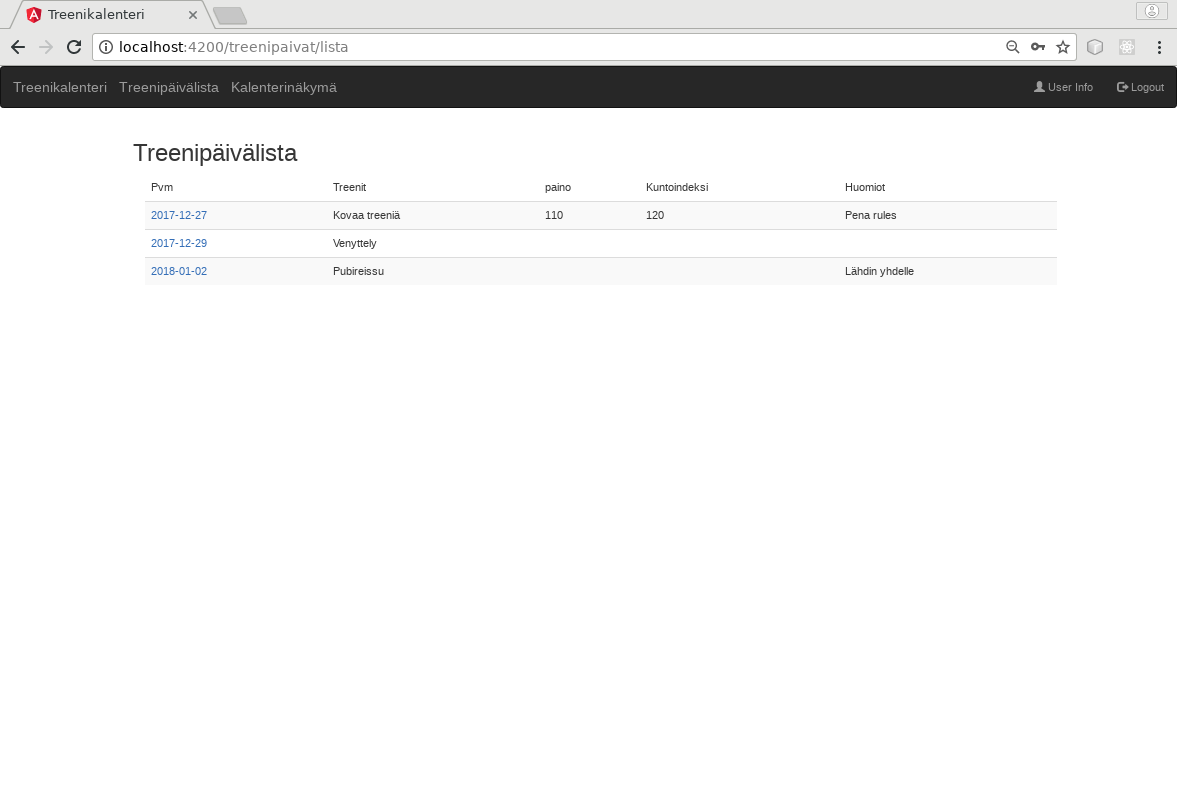 Treenikalenteri
localhost:4200/treenipaivat/lista
Treenikalenteri Treenipäivälista Kalenterinäkymä User Info Logout
Treenipäivälista
Pvm Treenit paino Kuntoindeksi Huomiot
2017-12-27 Kovaa treeniä 110 120 Pena rules
2017-12-29 Venyttely
2018-01-02 Pubireissu Lähdin yhdelle